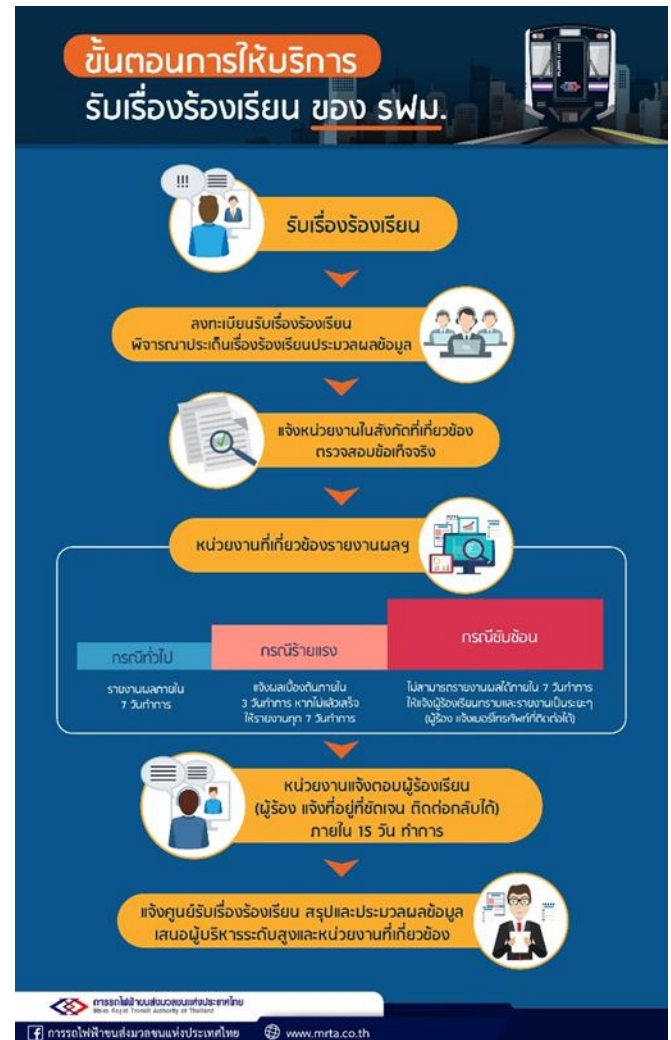 ขั้นตอนการให้บริการ
รับเรื่องร้องเรียน ของ รฟม.
!!!
รับเรื่องร้องเรียน
ลงทะเบียนรับเรื่องร้องเรียน
พิจารณาประเด็นเรื่องร้องเรียนประมวลผลข้อมูล
แจ้งหน่วยงานในสังกัดที่เกี่ยวข้อง
ตรวจสอบข้อเท็จจริง
หน่วยงานที่เกี่ยวข้องรายงานผลฯ
กรณีทั่วไป
รายงานผลภายใน
7 วันทำการ
กรณีร้ายแรง
แจ้งผลเบื้องต้นภายใน
3 วันทำการ หากไม่แล้วเสร็จ
ให้รายงานทุก 7 วันทำการ
กรณีซับซ้อน
ไม่สามารถรายงานผลได้ภายใน 7 วันทำการ
ให้แจ้งผู้ร้องเรียนทราบและรายงานเป็นระยะๆ
(ผู้ร้อง แจ้งเบอร์โทรศัพท์ที่ติดต่อได้)
หน่วยงานแจ้งตอบผู้ร้องเรียน
(ผู้ร้อง แจ้งที่อยู่ที่ชัดเจน ติดต่อกลับได้)
ภายใน 15 วัน ทำการ
แจ้งศูนย์รับเรื่องร้องเรียน สรุปและประมวลผลข้อมูล
เสนอผู้บริหารระดับสูงและหน่วยงานที่เกี่ยวข้อง
การรถไฟฟ้าขนส่งมวลชนแห่งประเทศไทย
Mass Rapid Transit Authority of Thailand
การรถไฟฟ้าขนส่งมวลชนแห่งประเทศไทย
www.mrta.co.th